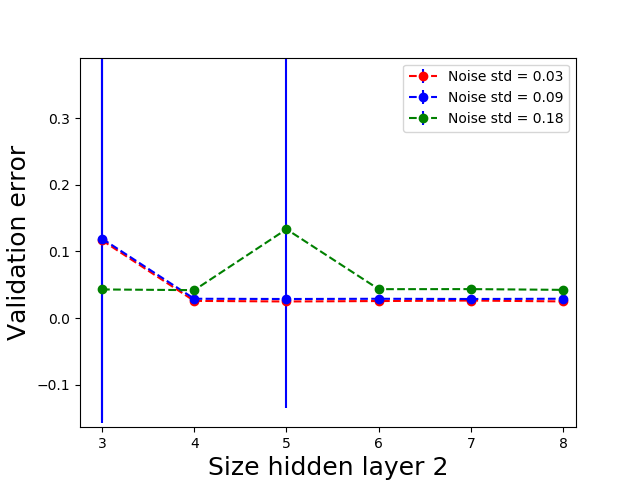 Noise std = 0.03
Noise std = 0.09
Noise std = 0.18
Validation error
0.3
0.2
0.1
0.0
−0.1
3 4 5 6 7 8
Size hidden layer 2